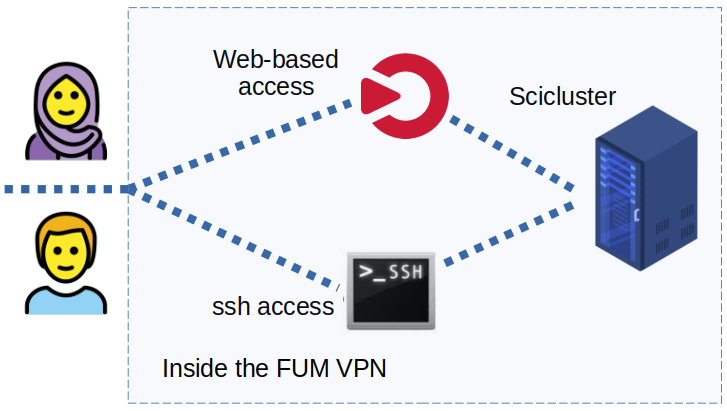 Web-based
access
Scicluster
>_SSH
ssh access
Inside the FUM VPN